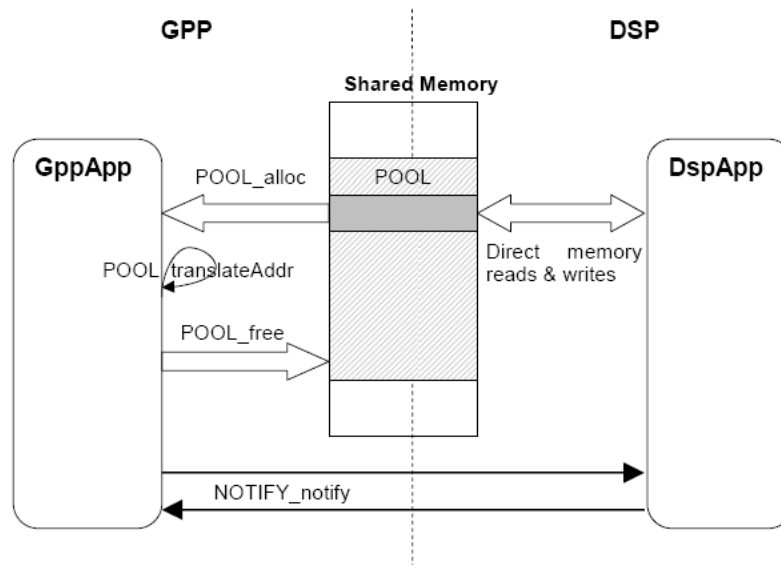 GPP
DSP
Shared Memory
GppApp
POOL_alloc
POOL
DspApp
Direct memory
reads & writes
POOL_translateAddr
POOL_free
NOTIFY_notify